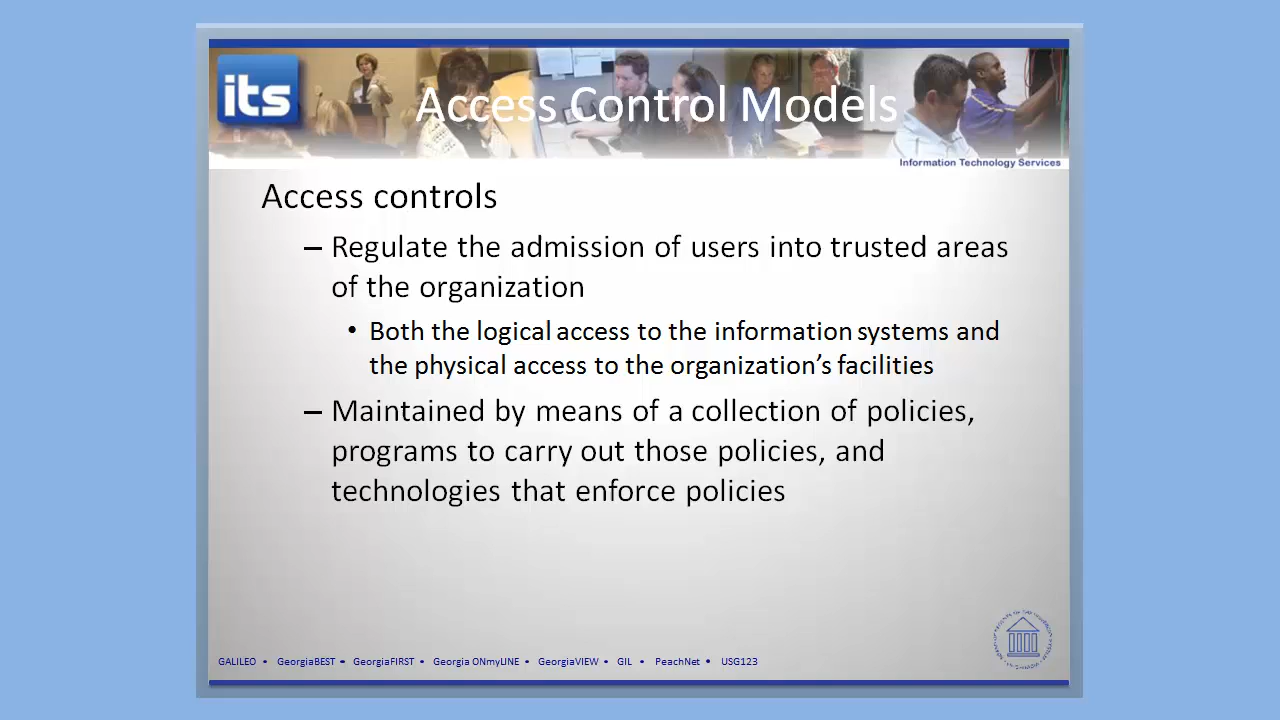 its
Access Control Models
Information Technology Services
Access controls
– Regulate the admission of users into trusted areas
of the organization
• Both the logical access to the information systems and
the physical access to the organization's facilities
– Maintained by means of a collection of policies,
programs to carry out those policies, and
technologies that enforce policies
GALILEO • GeorgiaBEST • GeorgiaFIRST • Georgia ONmyLINE • GeorgiaVIEW • GIL • PeachNet • USG123